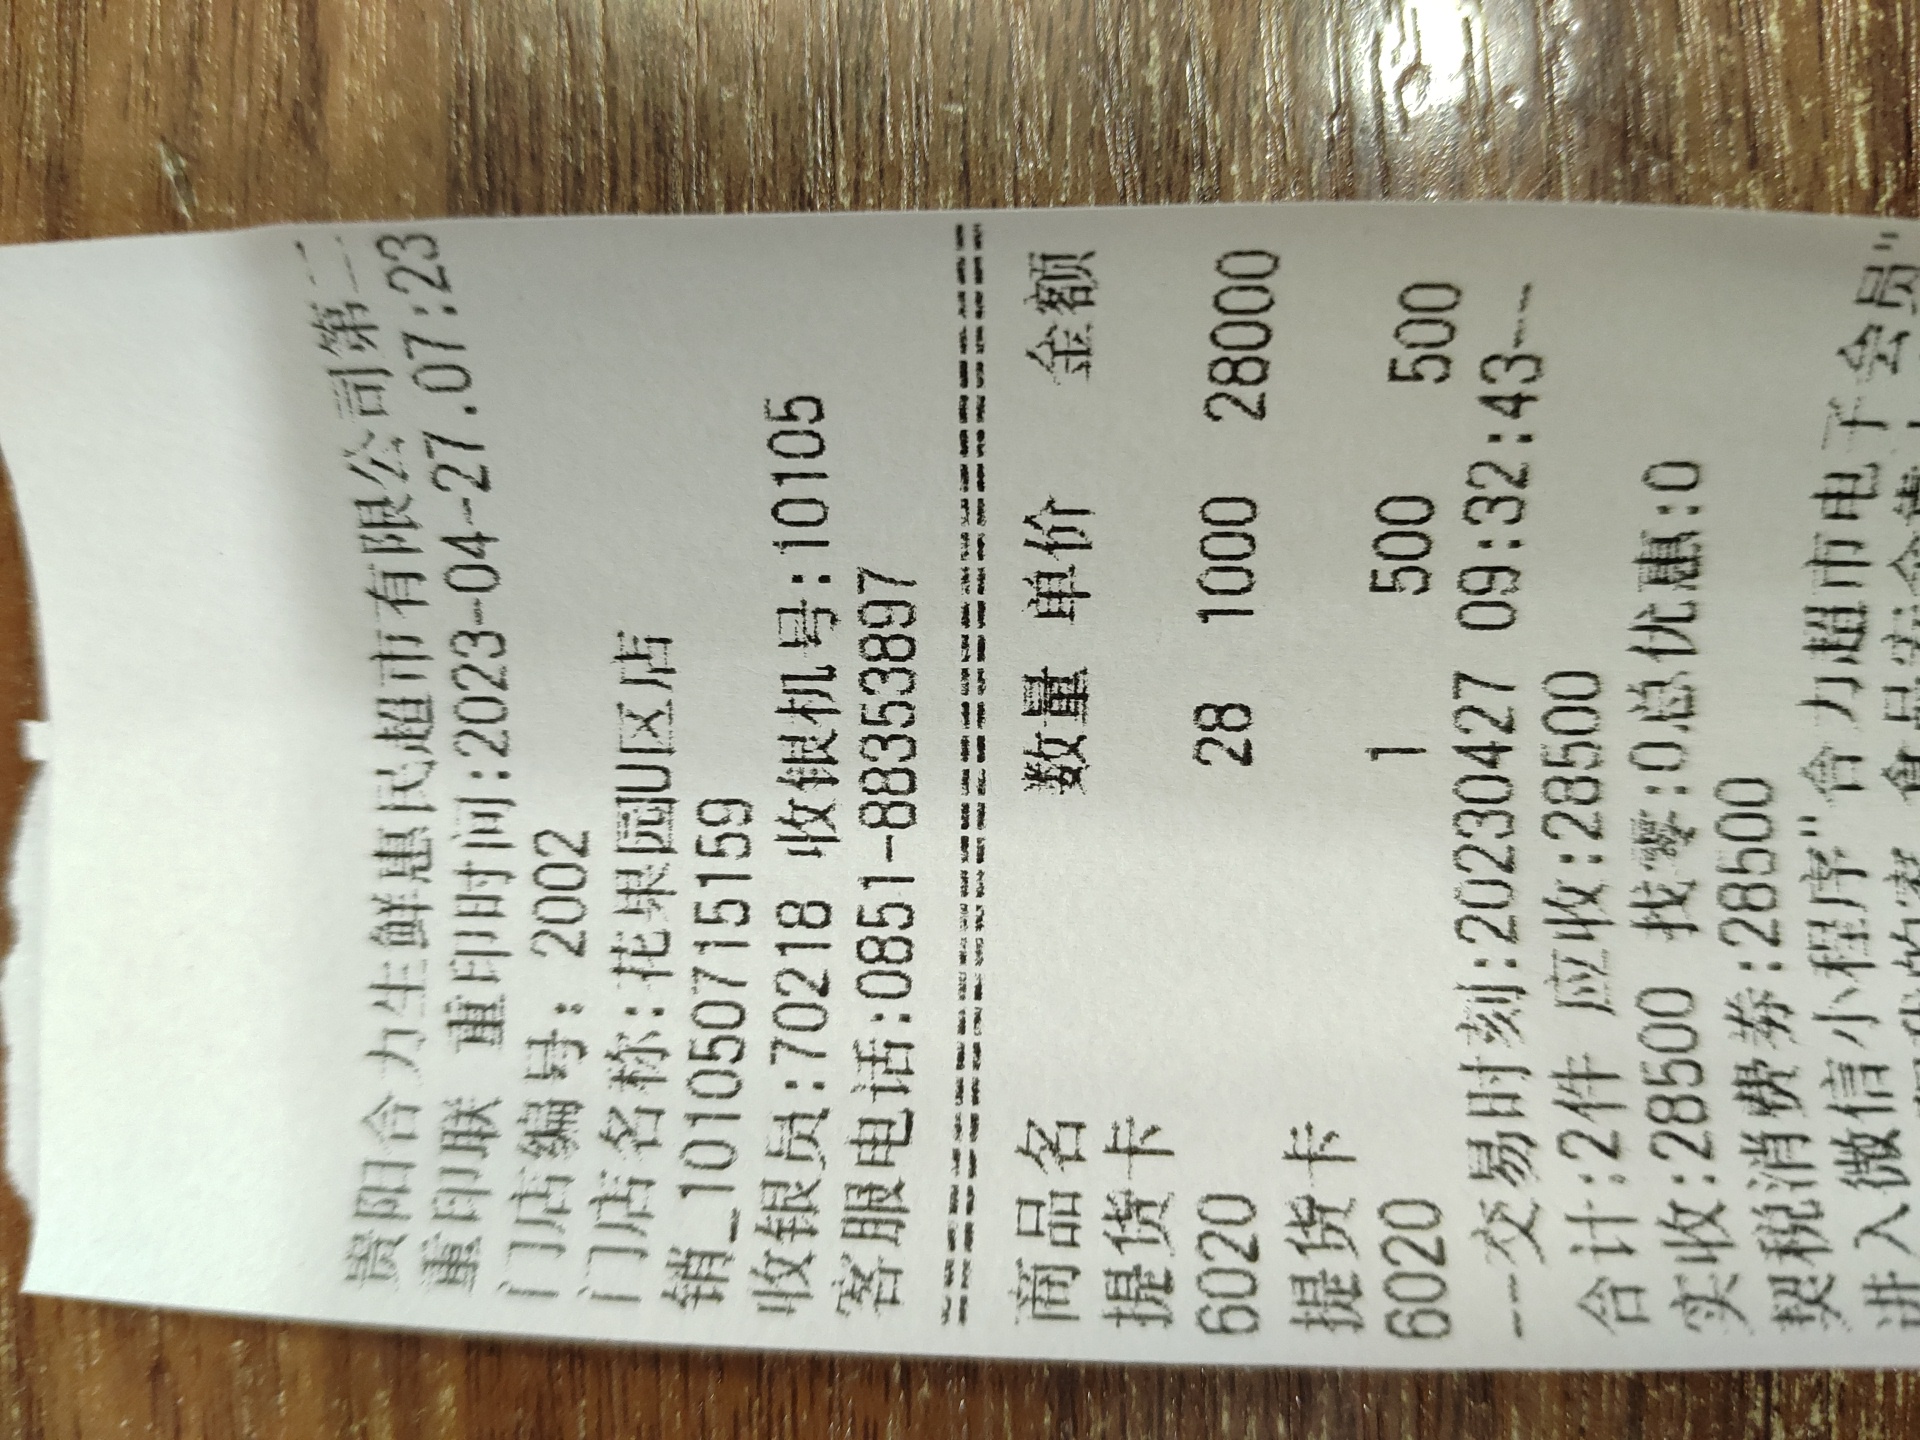 贵阳合力生鲜惠民超市有限公司第二
重印联 重印时间:2023-04-27.07:23
门店编号: 2002
门店名称:花果园U区店
销_1010507155159
收银员:70218 收银机号:10105
客服电话:0851-88353897
================================
商品名 数量 单价 金额
提货卡
6020 28 1000 28000
提货卡
6020 1 500 500
---交易时刻:20230427 09:32:43---
合计:2件 应收:28500
实收:28500 找零:0总优惠:0
契税消费券:28500
进入微信小程序"合力超市电子会员"